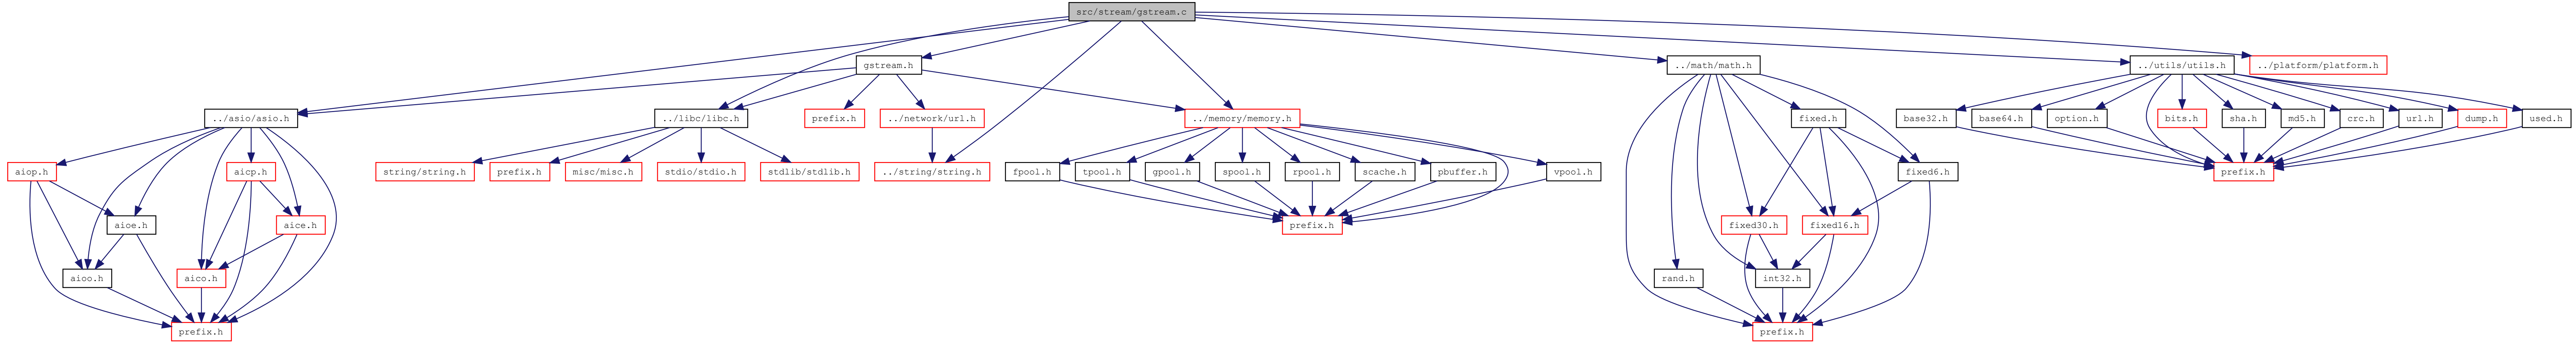 src/stream/gstream.c
gstream.h
../math/math.h
../utils/utils.h
../platform/platform.h
../asio/asio.h
../libc/libc.h
prefix.h
../network/url.h
../memory/memory.h
fixed.h
base32.h
base64.h
option.h
bits.h
sha.h
md5.h
crc.h
url.h
dump.h
used.h
aiop.h
aicp.h
string/string.h
prefix.h
misc/misc.h
stdio/stdio.h
stdlib/stdlib.h
../string/string.h
fpool.h
tpool.h
gpool.h
spool.h
rpool.h
scache.h
pbuffer.h
vpool.h
fixed6.h
prefix.h
aioe.h
aice.h
prefix.h
fixed30.h
fixed16.h
aioo.h
aico.h
rand.h
int32.h
prefix.h
prefix.h